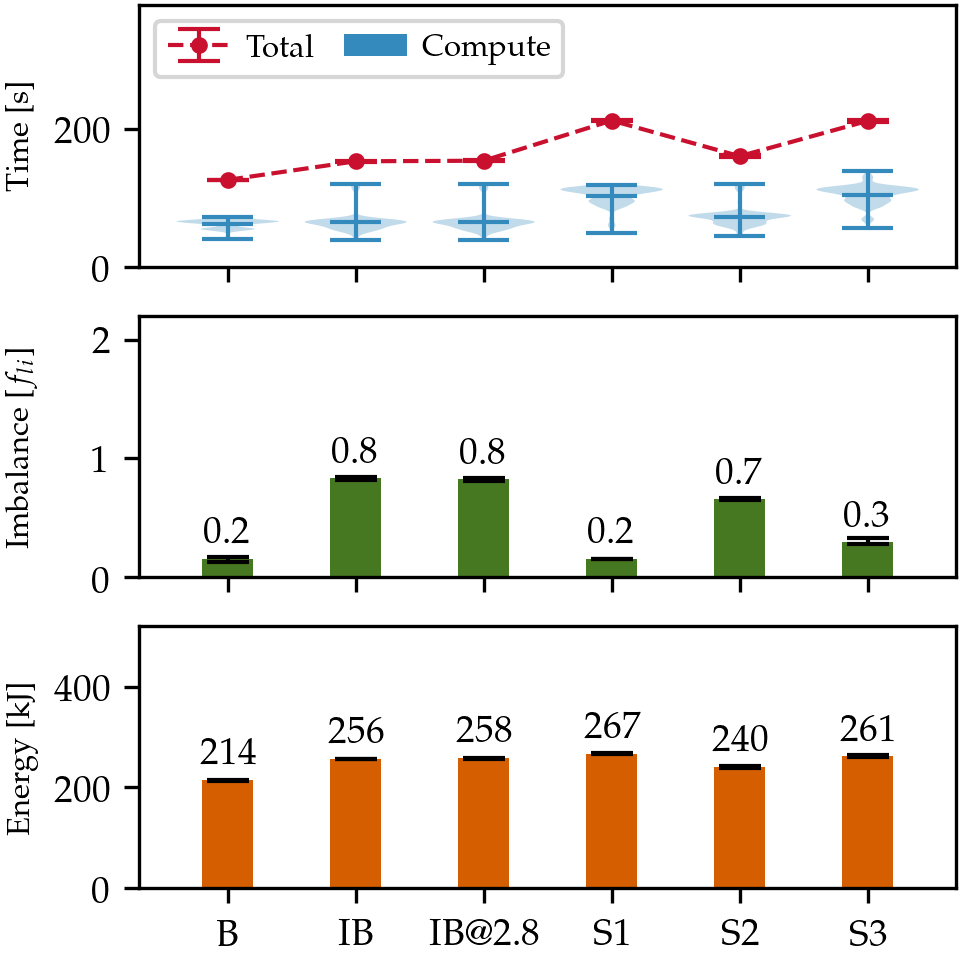 Total Compute
Time [s]
200
0
Imbalance [f_{li}]
2
1
0
0.2 0.8 0.8 0.2 0.7 0.3
Energy [kJ]
400
200
0
214 256 258 267 240 261
B IB IB@2.8 S1 S2 S3